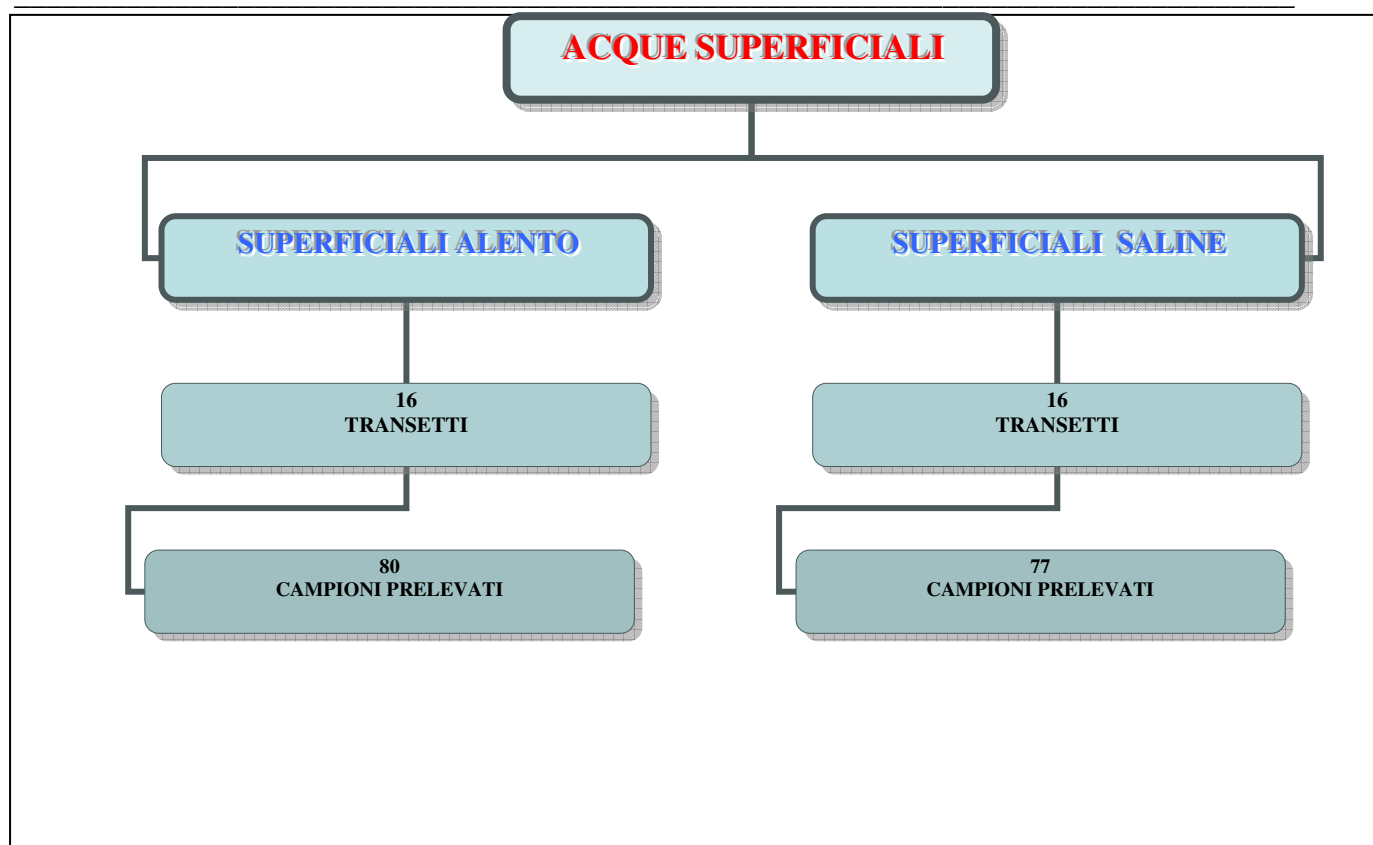 ACQUE SUPERFICIALI
SUPERFICIALI ALENTO
SUPERFICIALI SALINE
16
TRANSETTI
16
TRANSETTI
80
CAMPIONI PRELEVATI
77
CAMPIONI PRELEVATI